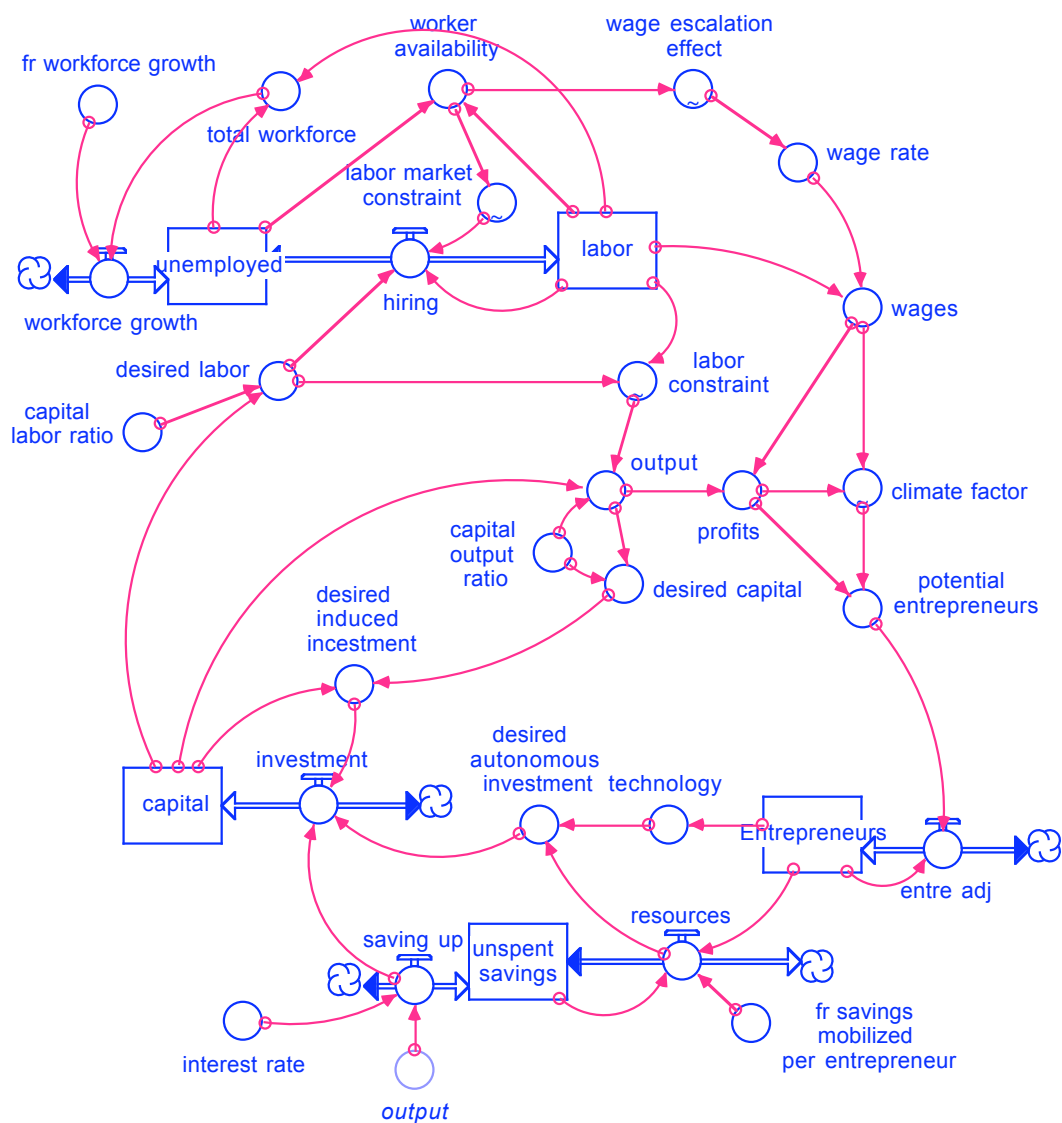 worker
availability
wage escalation
effect
fr workforce growth
total workforce
labor market
constraint
wage rate
unemployed
labor
workforce growth
hiring
wages
desired labor
labor
constraint
capital
labor ratio
output
climate factor
capital
output
ratio
profits
desired capital
potential
entrepreneurs
desired
induced
incestment
investment
desired
autonomous
investment
technology
capital
Entrepreneurs
entre adj
resources
saving up
unspent
savings
interest rate
fr savings
mobilized
per entrepreneur
output